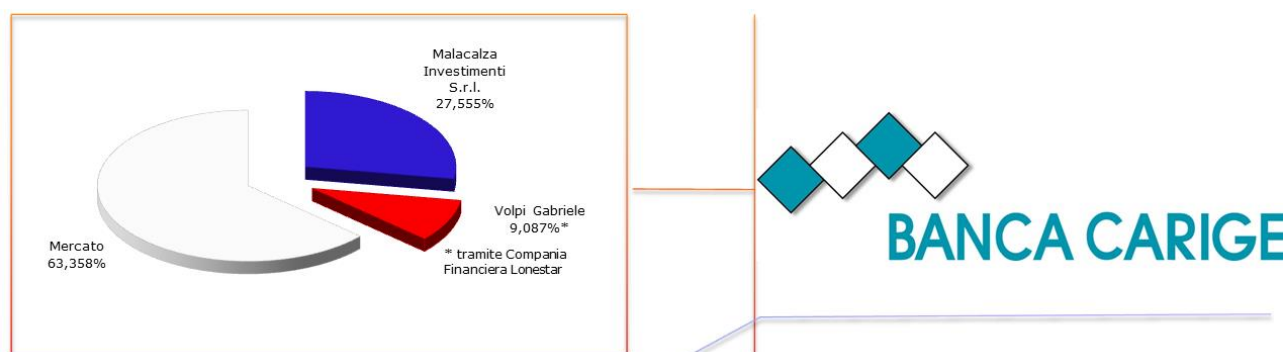 Malacalza
Investimenti
S.r.l.
27,555%
Volpi Gabriele
9,087%*
* tramite Compania
Financiera Lonestar
Mercato
63,358%
BANCA CARIGE